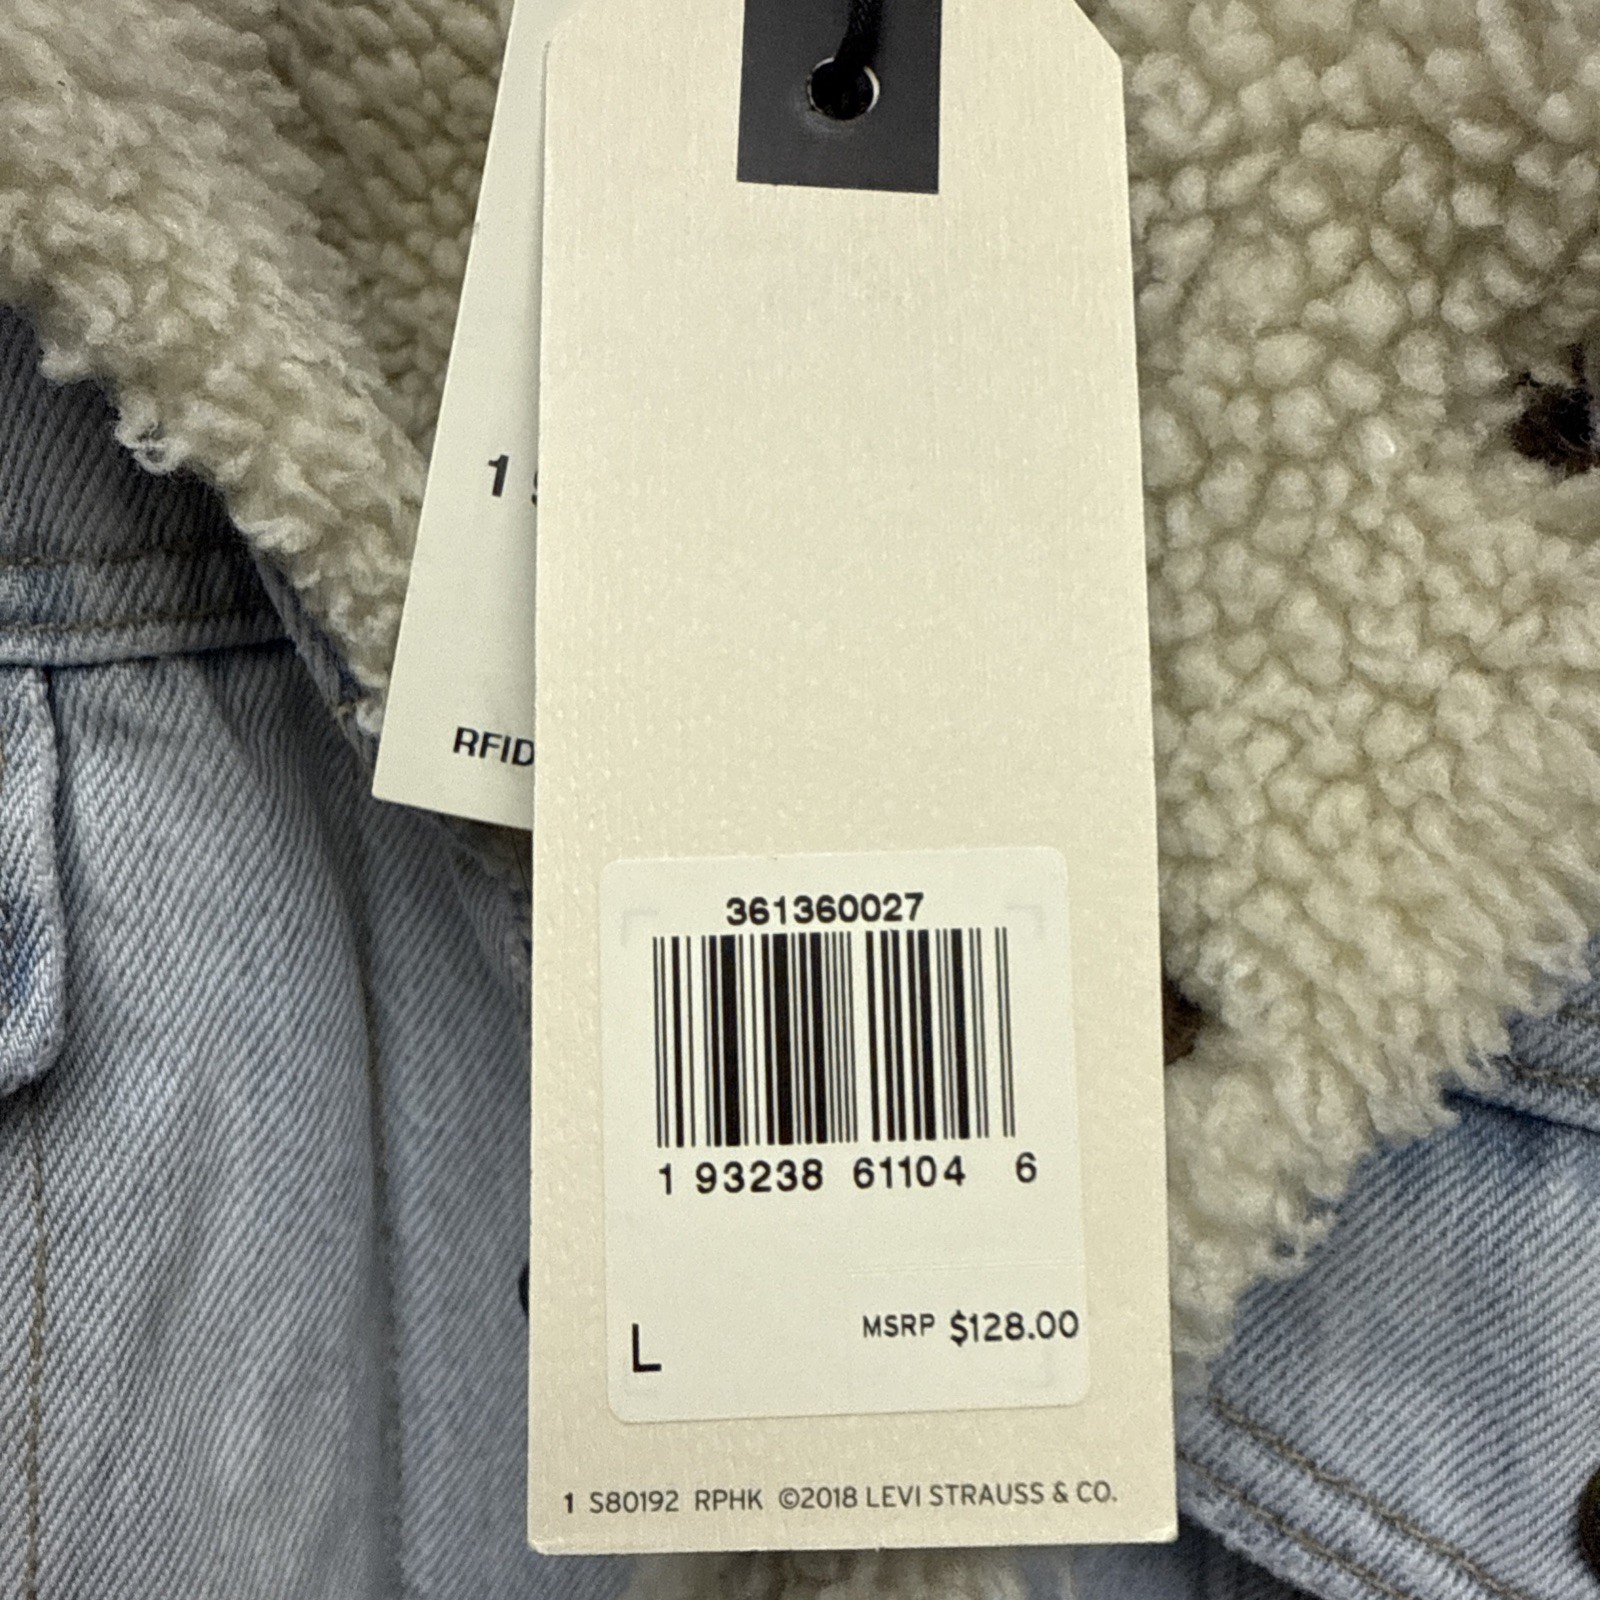 1
RFID
361360027
1 93238 61104 6
L
MSRP $128.00
1 S80192 RPHK ©2018 LEVI STRAUSS & CO.